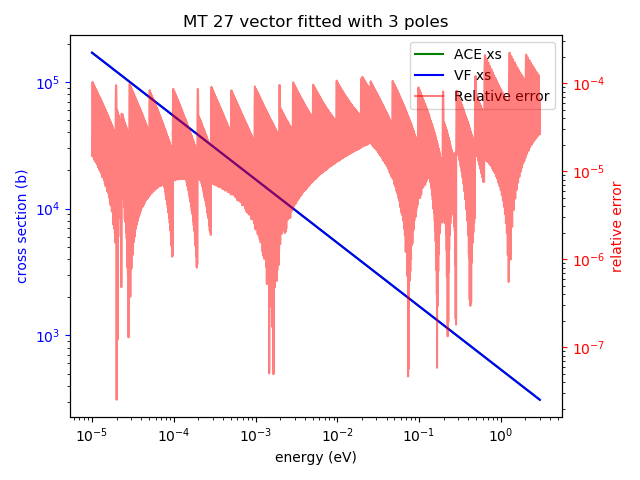 MT 27 vector fitted with 3 poles
ACE xs
VF xs
Relative error
cross section (b)
10^5
10^4
10^3
relative error
10^-4
10^-5
10^-6
10^-7
10^-5 10^-4 10^-3 10^-2 10^-1 10^0
energy (eV)